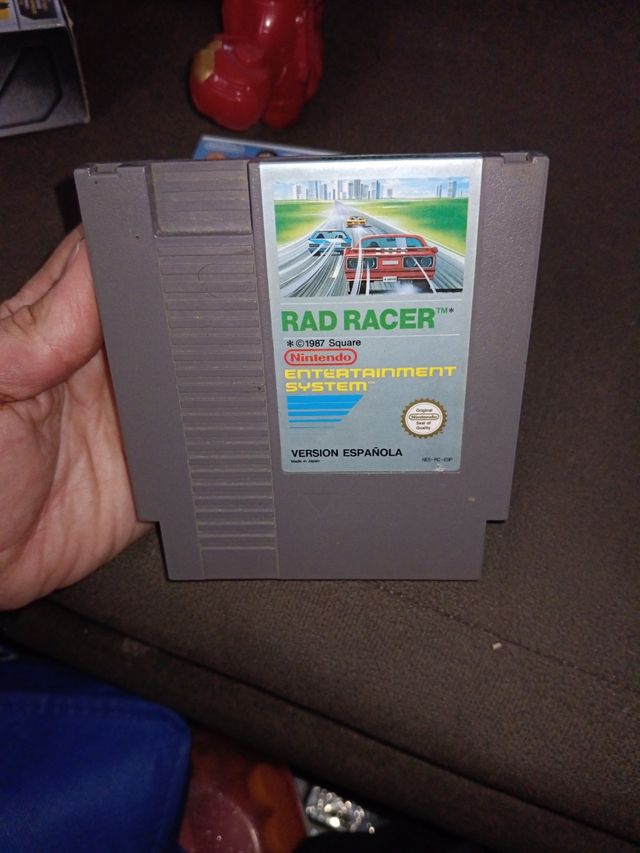 RAD RACER™*
*©1987 Square
Nintendo
ENTERTAINMENT
SYSTEM™
Original
Nintendo
Seal of
Quality
VERSION ESPAÑOLA
Made in Japan
NES-RC-ESP